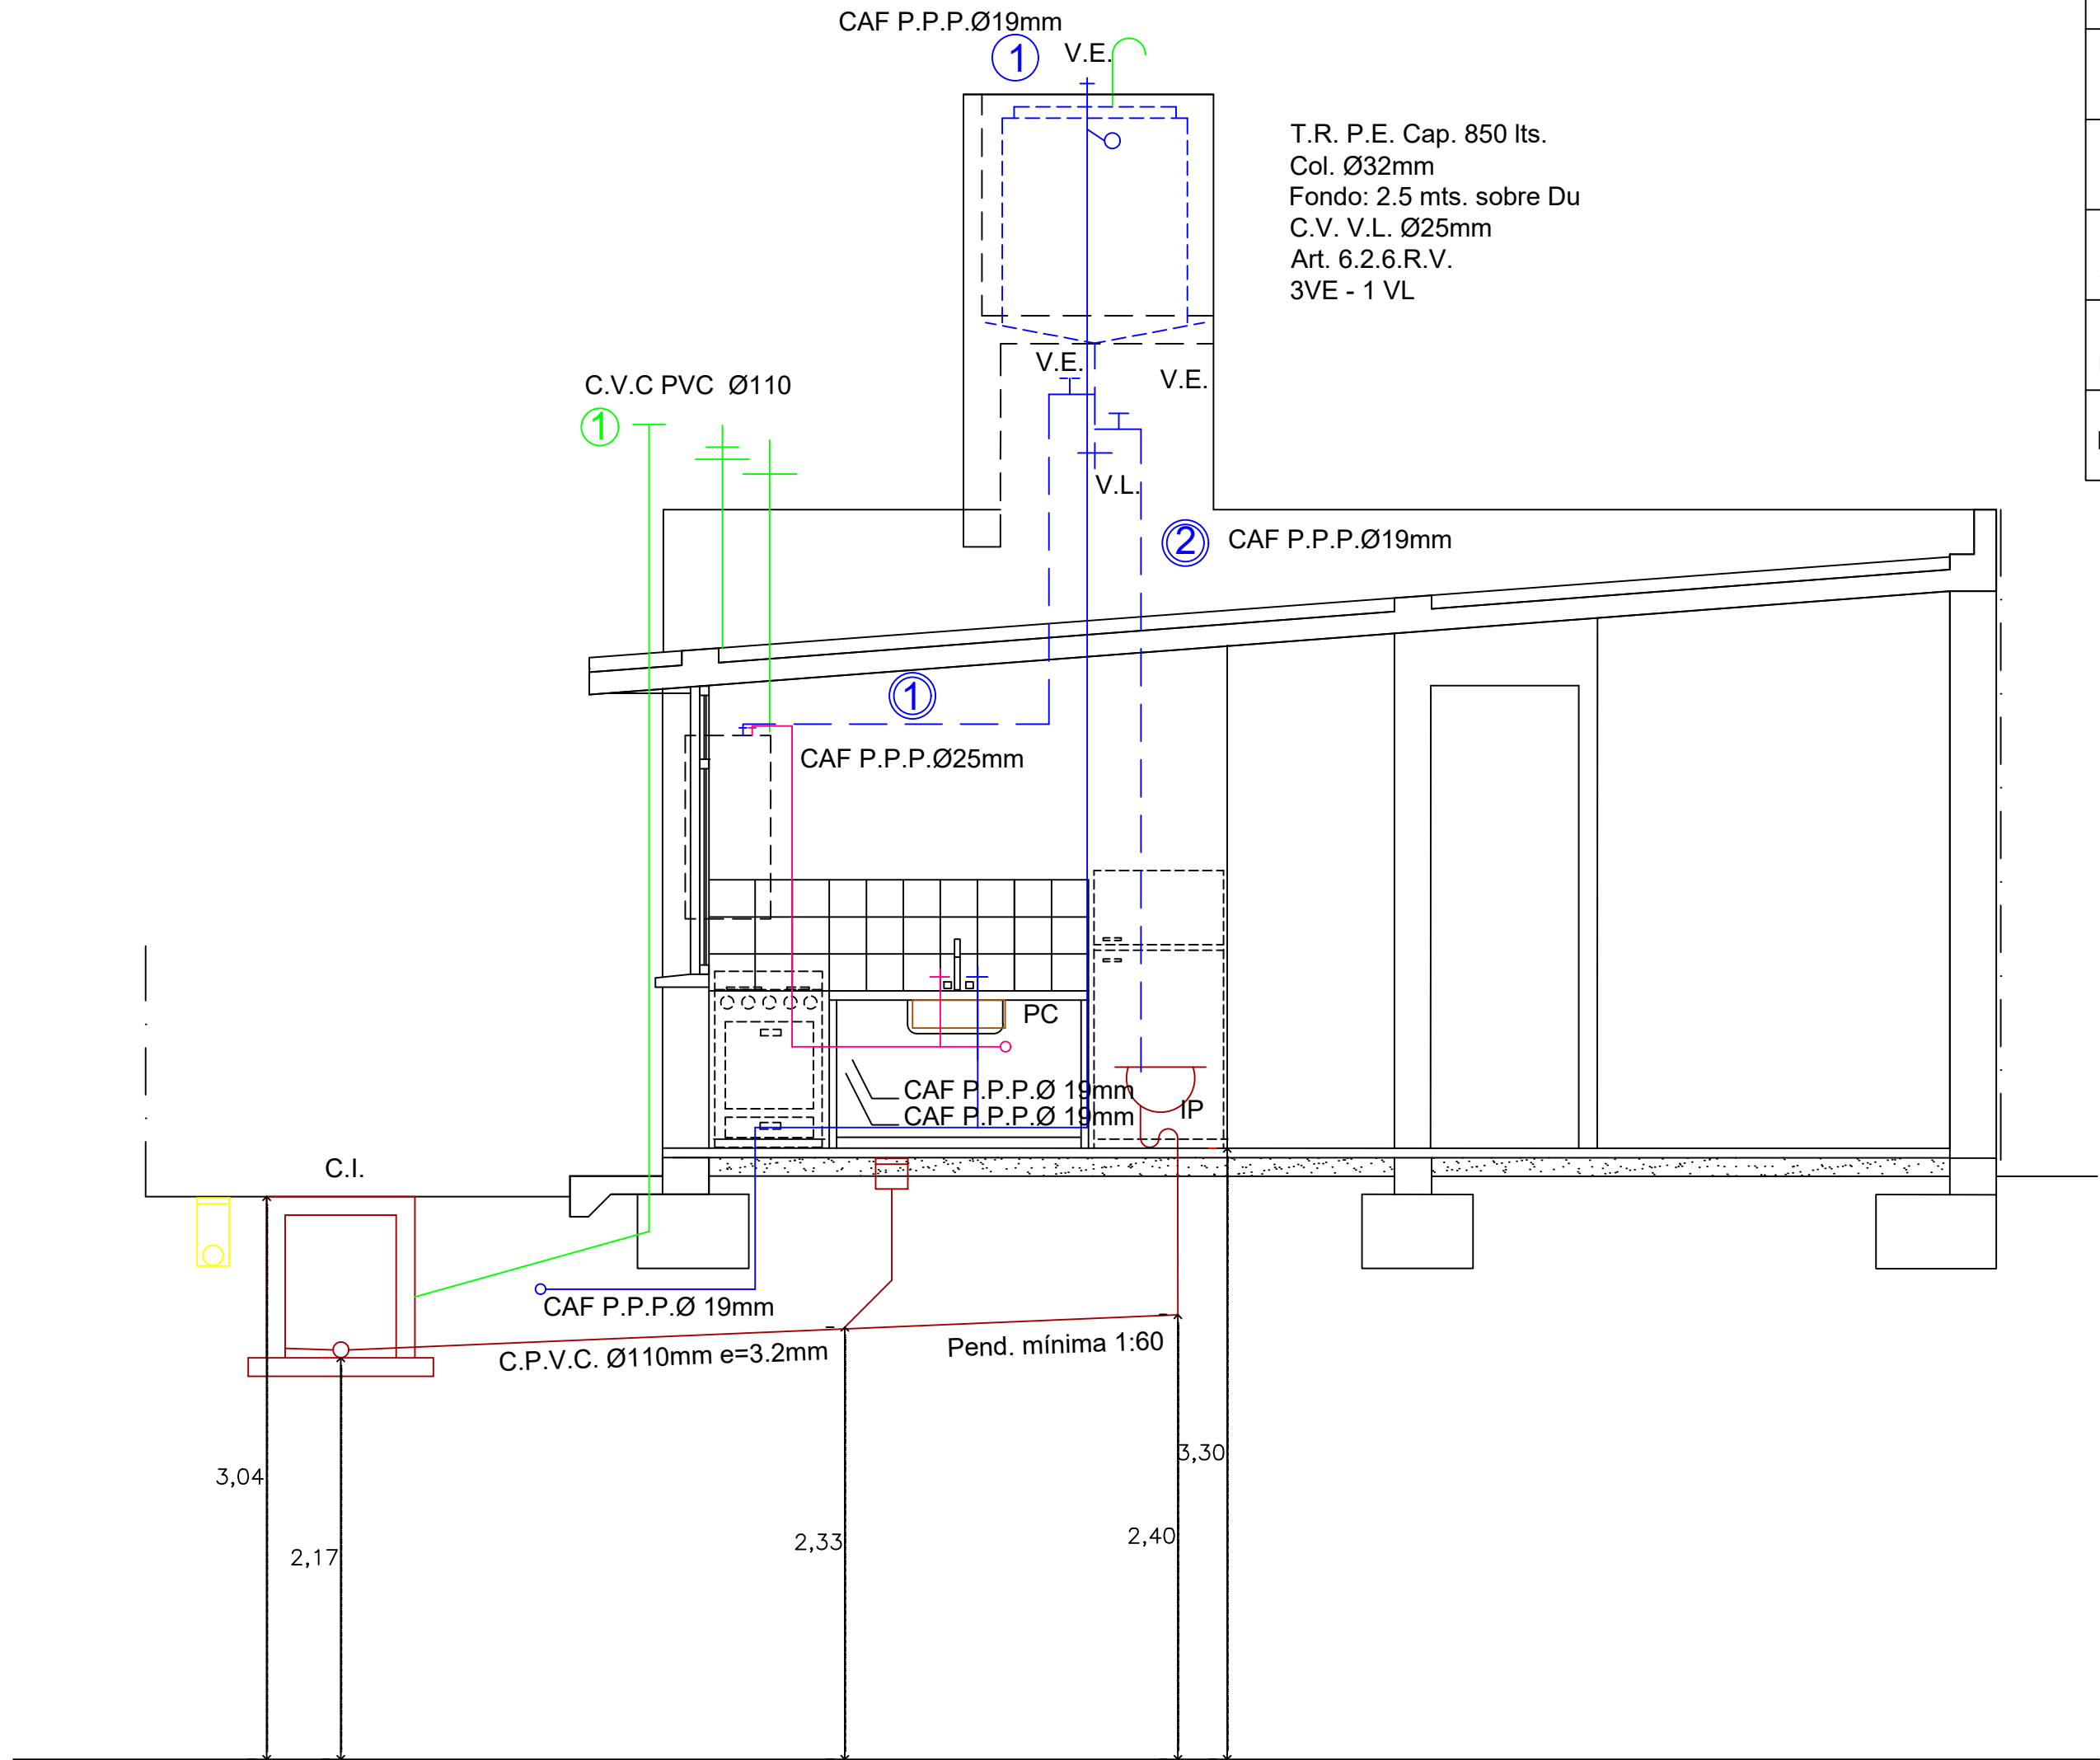 CAF P.P.P.Ø19mm
1
V.E.
T.R. P.E. Cap. 850 lts.
Col. Ø32mm
Fondo: 2.5 mts. sobre Du
C.V. V.L. Ø25mm
Art. 6.2.6.R.V.
3VE - 1 VL
V.E.
V.E.
C.V.C PVC Ø110
1
V.L.
2
CAF P.P.P.Ø19mm
1
CAF P.P.P.Ø25mm
PC
CAF P.P.P.Ø 19mm
CAF P.P.P.Ø 19mm
IP
C.I.
CAF P.P.P.Ø 19mm
C.P.V.C. Ø110mm e=3.2mm
Pend. mínima 1:60
3,04
2,17
2,33
2,40
3,30